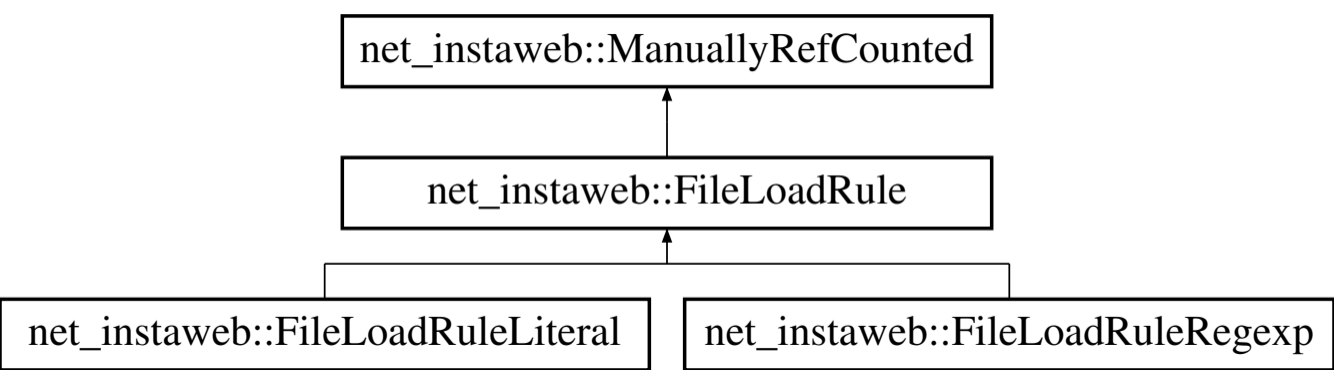 net_instaweb::ManuallyRefCounted
net_instaweb::FileLoadRule
net_instaweb::FileLoadRuleLiteral
net_instaweb::FileLoadRuleRegexp